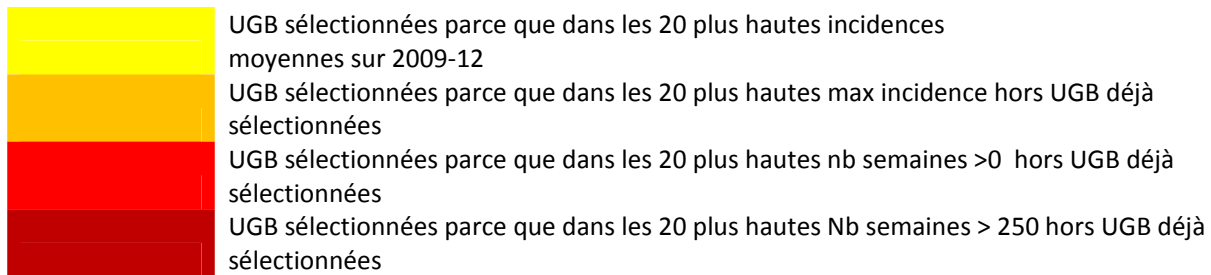 UGB sélectionnées parce que dans les 20 plus hautes incidences
moyennes sur 2009-12
UGB sélectionnées parce que dans les 20 plus hautes max incidence hors UGB déjà
sélectionnées
UGB sélectionnées parce que dans les 20 plus hautes nb semaines >0 hors UGB déjà
sélectionnées
UGB sélectionnées parce que dans les 20 plus hautes Nb semaines > 250 hors UGB déjà
sélectionnées